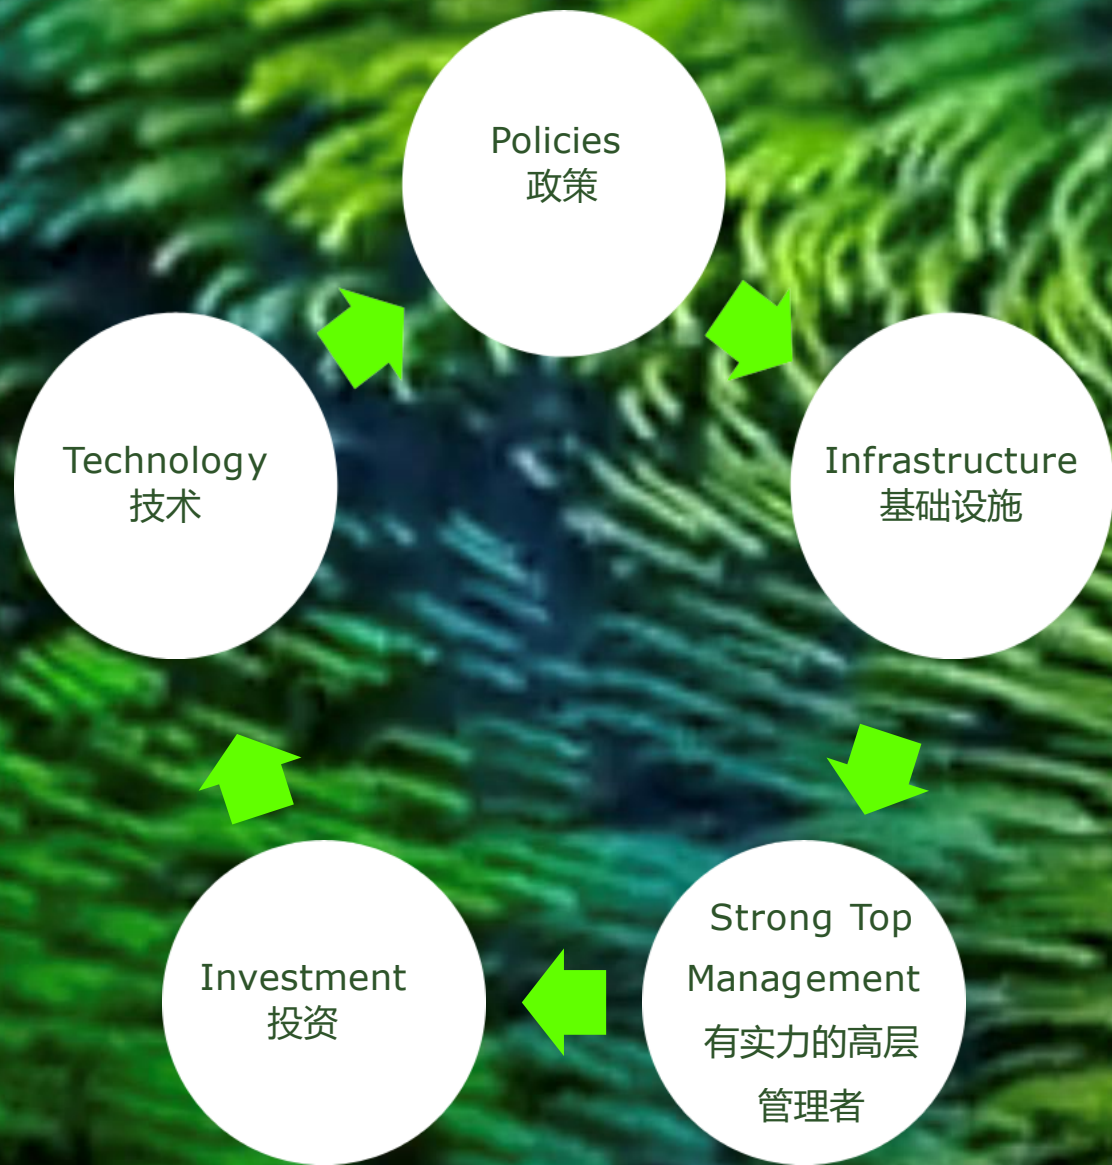 Policies
政策
Technology
技术
Infrastructure
基础设施
Investment
投资
Strong Top
Management
有实力的高层
管理者